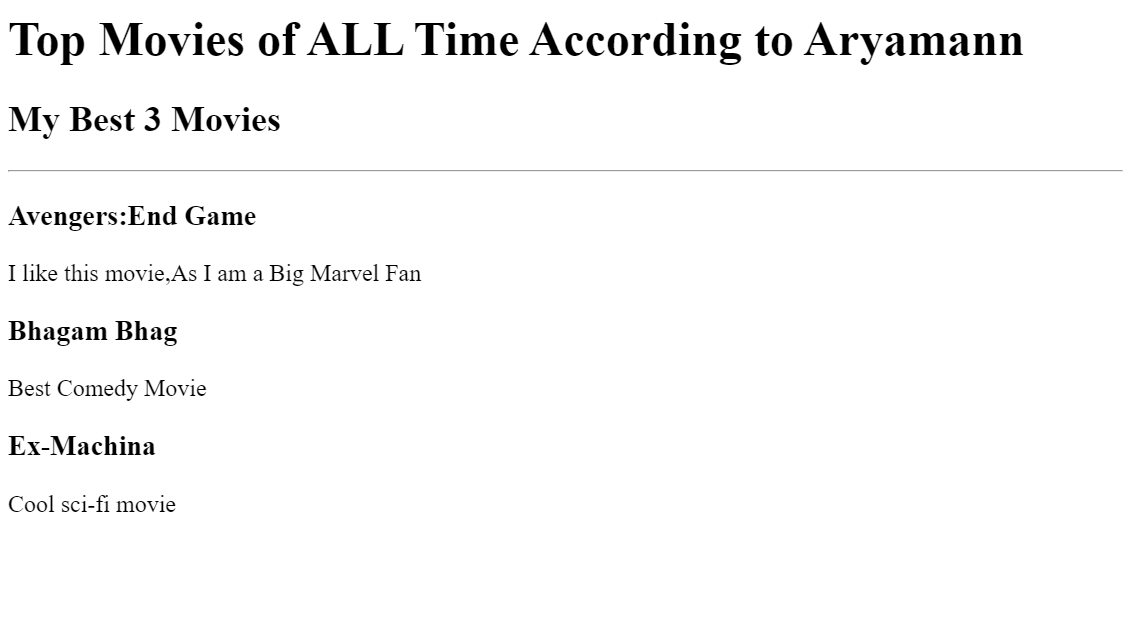 Top Movies of ALL Time According to Aryamann
My Best 3 Movies
Avengers:End Game
I like this movie,As I am a Big Marvel Fan
Bhagam Bhag
Best Comedy Movie
Ex-Machina
Cool sci-fi movie